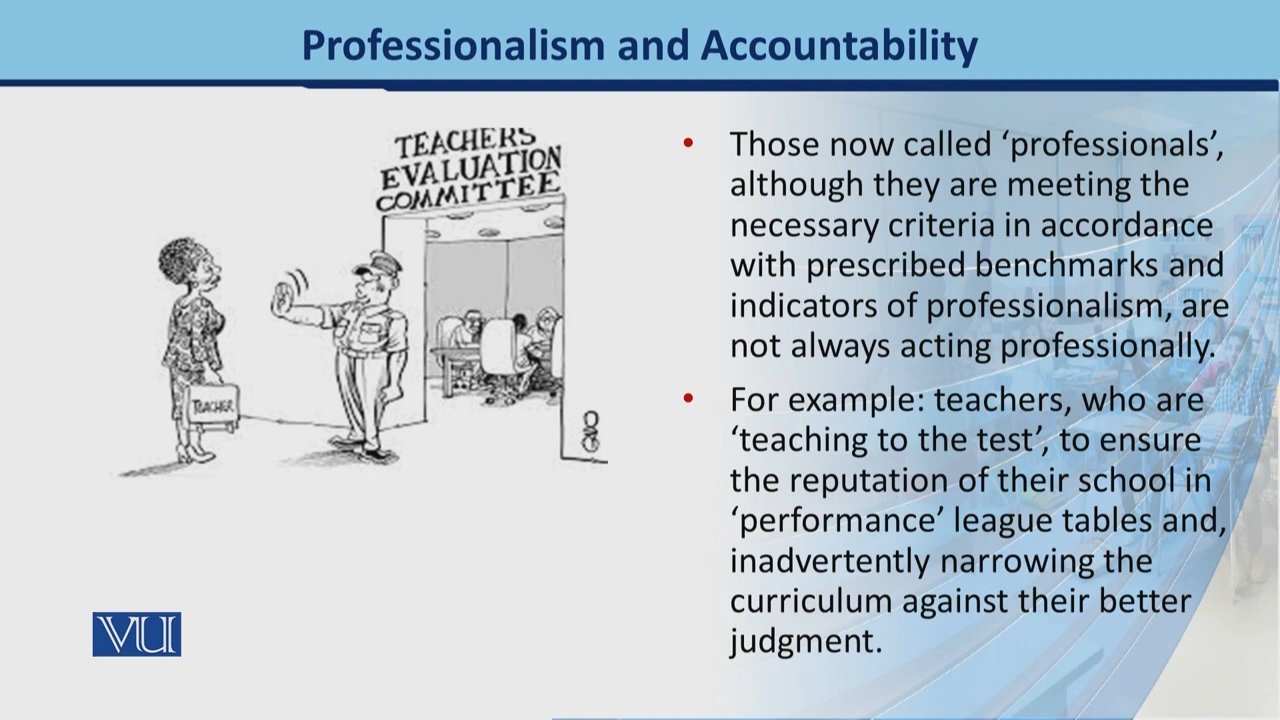 Professionalism and Accountability
TEACHERS
EVALUATION
COMMITTEE
TEACHER
• Those now called ‘professionals’,
although they are meeting the
necessary criteria in accordance
with prescribed benchmarks and
indicators of professionalism, are
not always acting professionally.
• For example: teachers, who are
‘teaching to the test’, to ensure
the reputation of their school in
‘performance’ league tables and,
inadvertently narrowing the
curriculum against their better
judgment.
VU